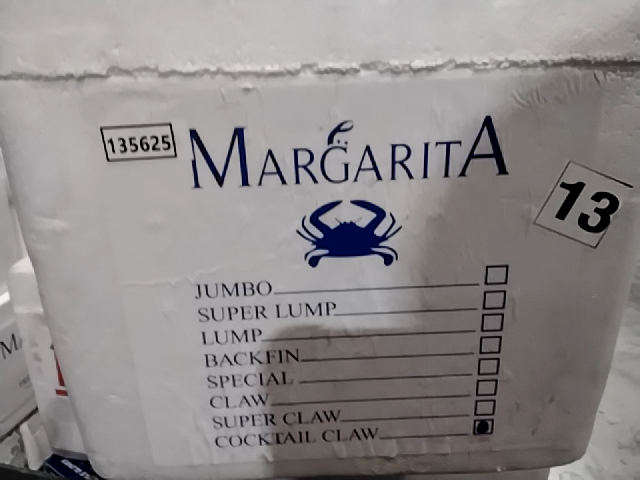 135625
MARGARITA
13
JUMBO
SUPER LUMP
LUMP
BACKFIN
SPECIAL
CLAW
SUPER CLAW
COCKTAIL CLAW